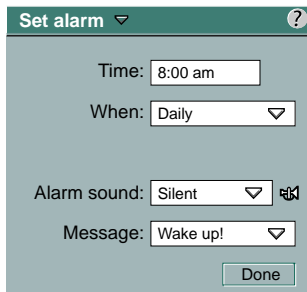 Set alarm ?
Time: 8:00 am
When: Daily
Alarm sound: Silent
Message: Wake up!
Done